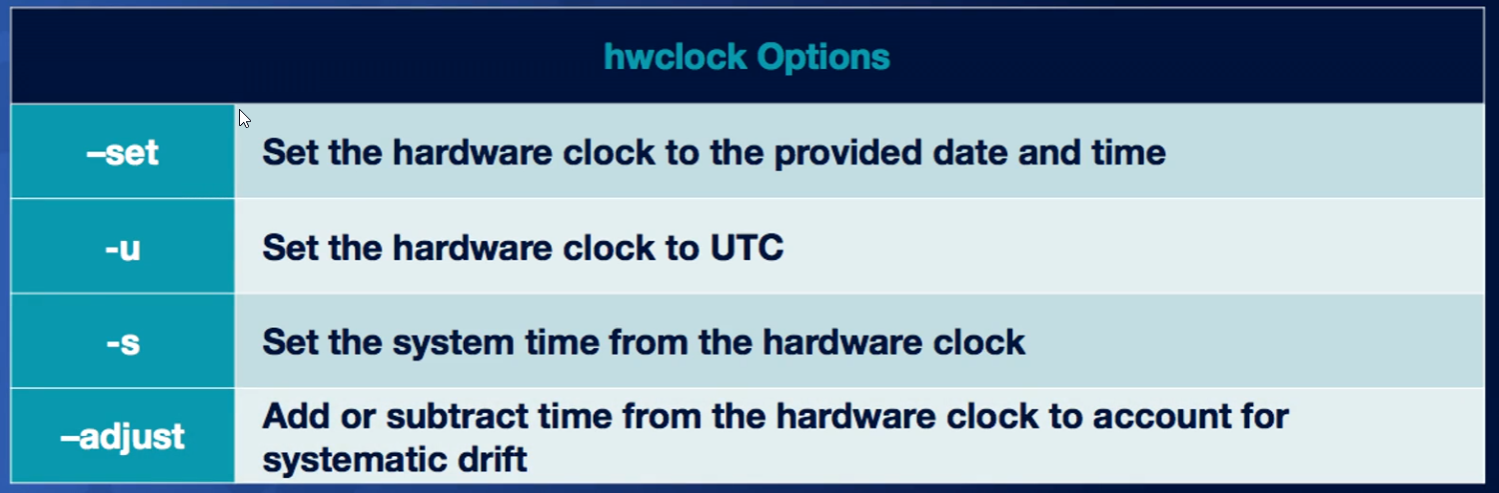 hwclock Options
–set
Set the hardware clock to the provided date and time
-u
Set the hardware clock to UTC
-s
Set the system time from the hardware clock
–adjust
Add or subtract time from the hardware clock to account for
systematic drift